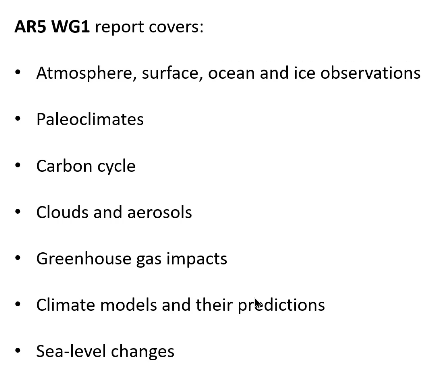 AR5 WG1 report covers:
• Atmosphere, surface, ocean and ice observations
• Paleoclimates
• Carbon cycle
• Clouds and aerosols
• Greenhouse gas impacts
• Climate models and their predictions
• Sea-level changes